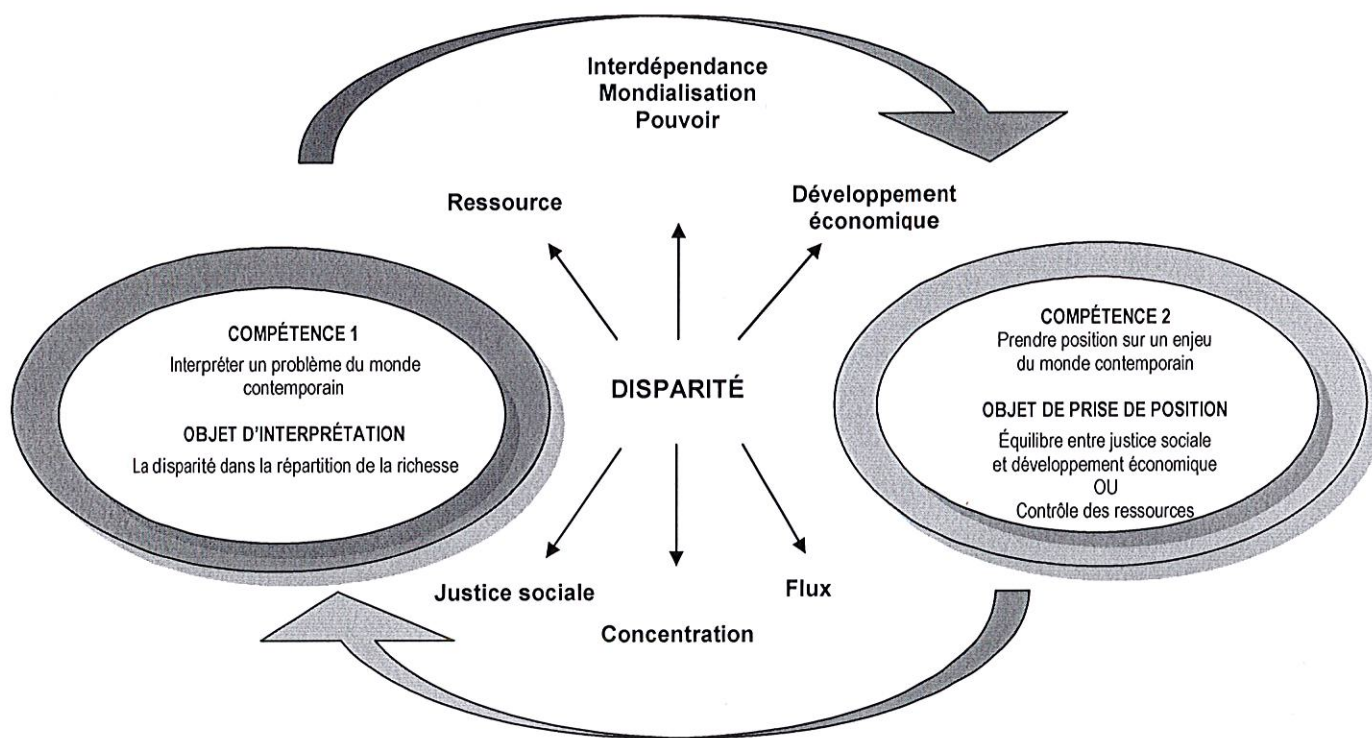 Interdépendance
Mondialisation
Pouvoir
Ressource
Développement
économique
COMPÉTENCE 1
Interpréter un problème du monde
contemporain
OBJET D'INTERPRÉTATION
La disparité dans la répartition de la richesse
DISPARITÉ
COMPÉTENCE 2
Prendre position sur un enjeu
du monde contemporain
OBJET DE PRISE DE POSITION
Équilibre entre justice sociale
et développement économique
OU
Contrôle des ressources
Justice sociale
Concentration
Flux